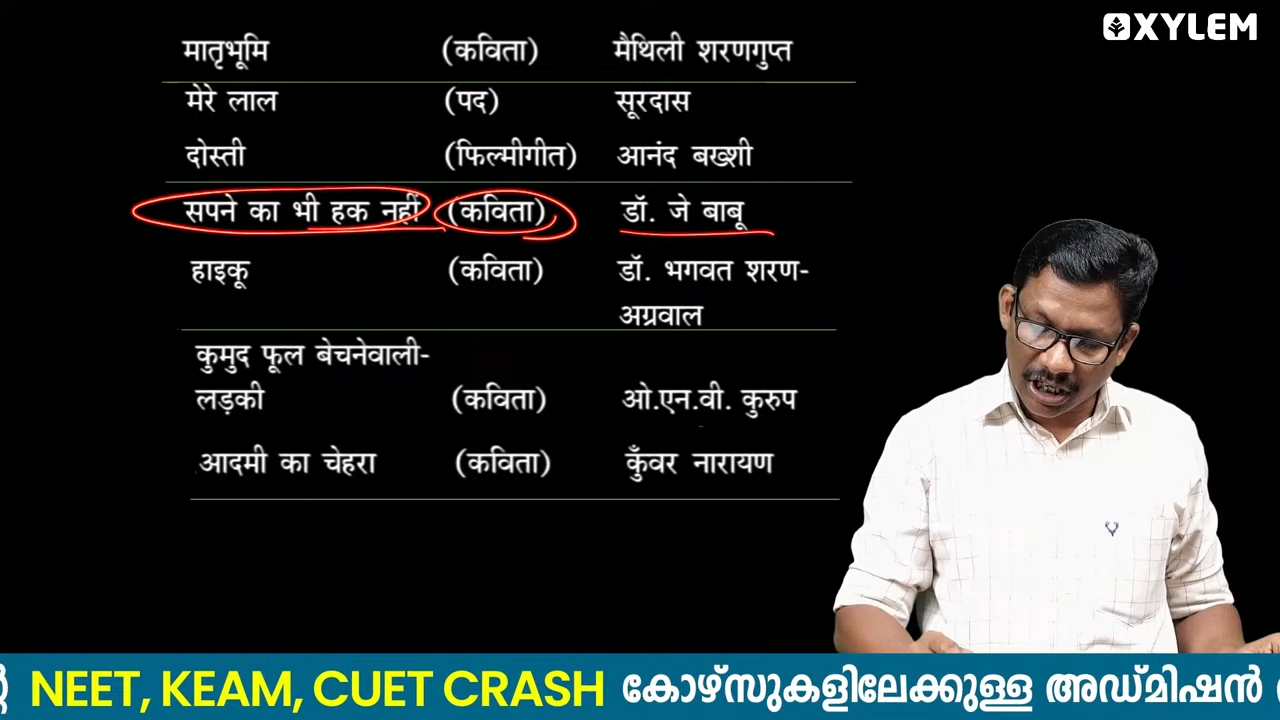 XYLEM
मातृभूमि (कविता) मैथिली शरणगुप्त
मेरे लाल (पद) सूरदास
दोस्ती (फिल्मीगीत) आनंद बख्शी
सपने का भी हक नहीं (कविता) डॉ. जे बाबू
हाइकू (कविता) डॉ. भगवत शरण-
अग्रवाल
कुमुद फूल बेचनेवाली-
लड़की (कविता) ओ.एन.वी. कुरुप
आदमी का चेहरा (कविता) कुँवर नारायण
NEET, KEAM, CUET CRASH കോഴ്സുകളിലേക്കുള്ള അഡ്മിഷൻ